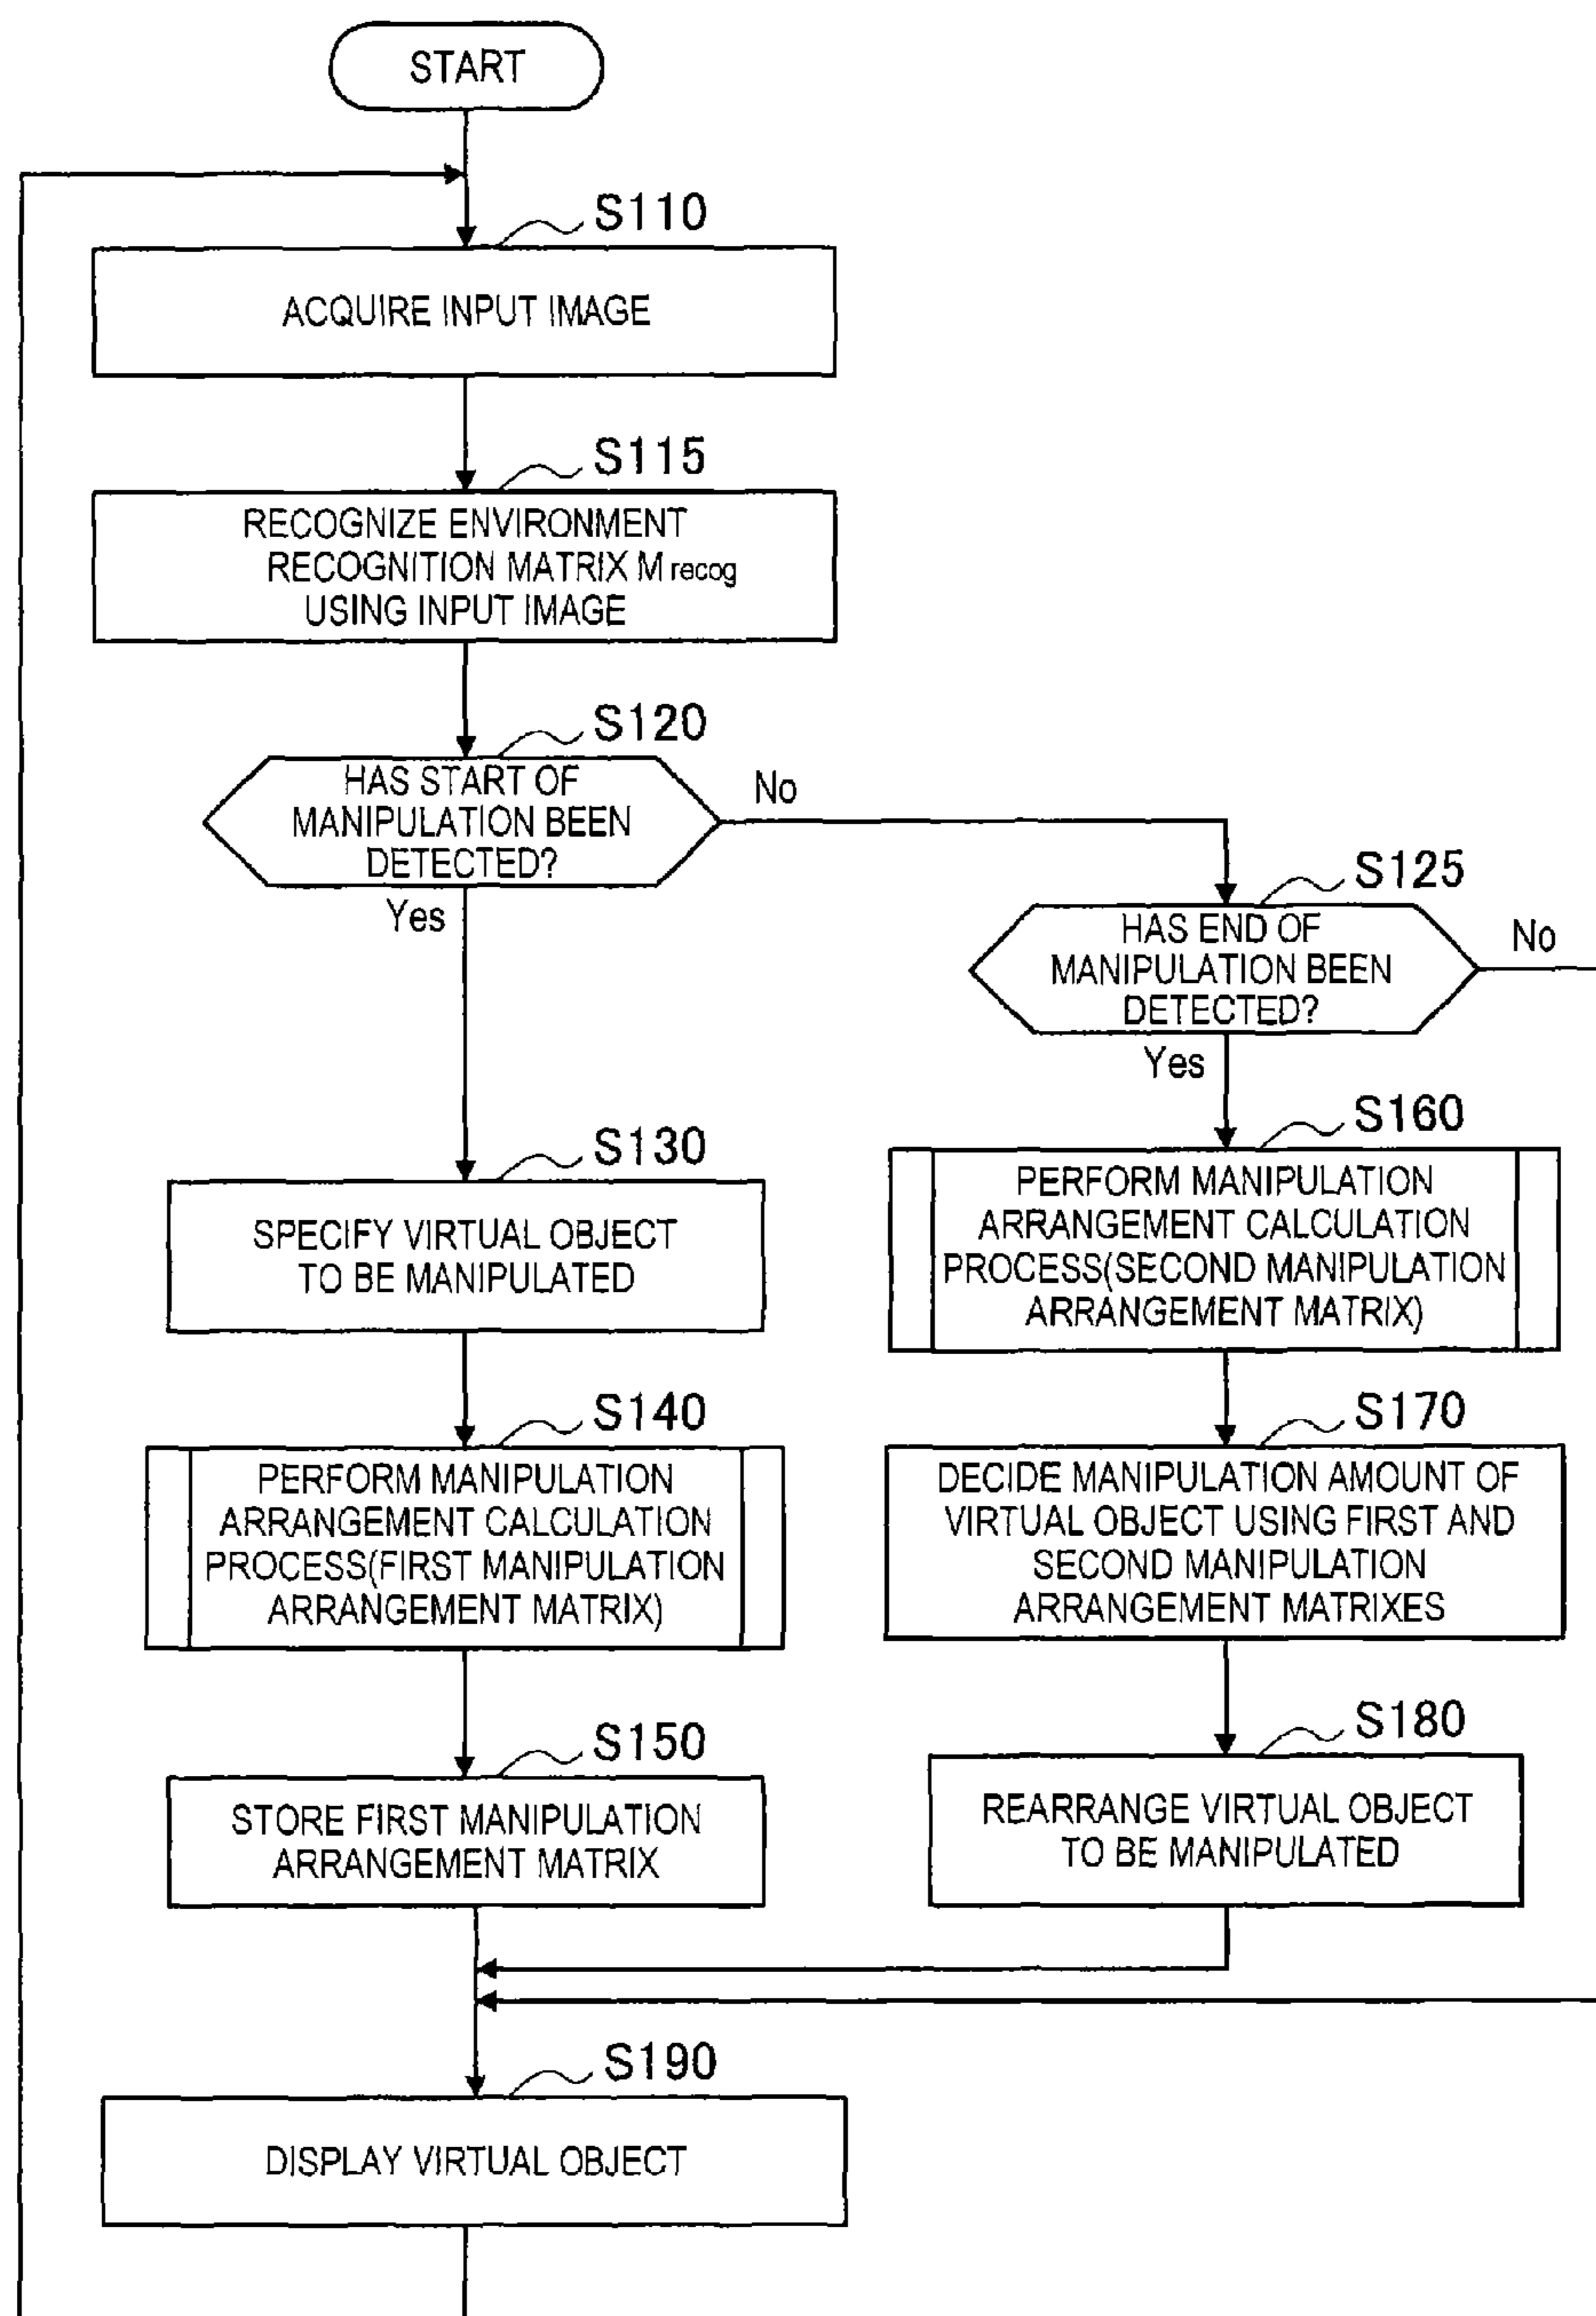 START
S110
ACQUIRE INPUT IMAGE
S115
RECOGNIZE ENVIRONMENT
RECOGNITION MATRIX Mrecog
USING INPUT IMAGE
S120
HAS START OF
MANIPULATION BEEN
DETECTED?
No
Yes
S125
HAS END OF
MANIPULATION BEEN
DETECTED?
No
Yes
S130
SPECIFY VIRTUAL OBJECT
TO BE MANIPULATED
S140
PERFORM MANIPULATION
ARRANGEMENT CALCULATION
PROCESS(FIRST MANIPULATION
ARRANGEMENT MATRIX)
S150
STORE FIRST MANIPULATION
ARRANGEMENT MATRIX
S160
PERFORM MANIPULATION
ARRANGEMENT CALCULATION
PROCESS(SECOND MANIPULATION
ARRANGEMENT MATRIX)
S170
DECIDE MANIPULATION AMOUNT OF
VIRTUAL OBJECT USING FIRST AND
SECOND MANIPULATION
ARRANGEMENT MATRIXES
S180
REARRANGE VIRTUAL OBJECT
TO BE MANIPULATED
S190
DISPLAY VIRTUAL OBJECT